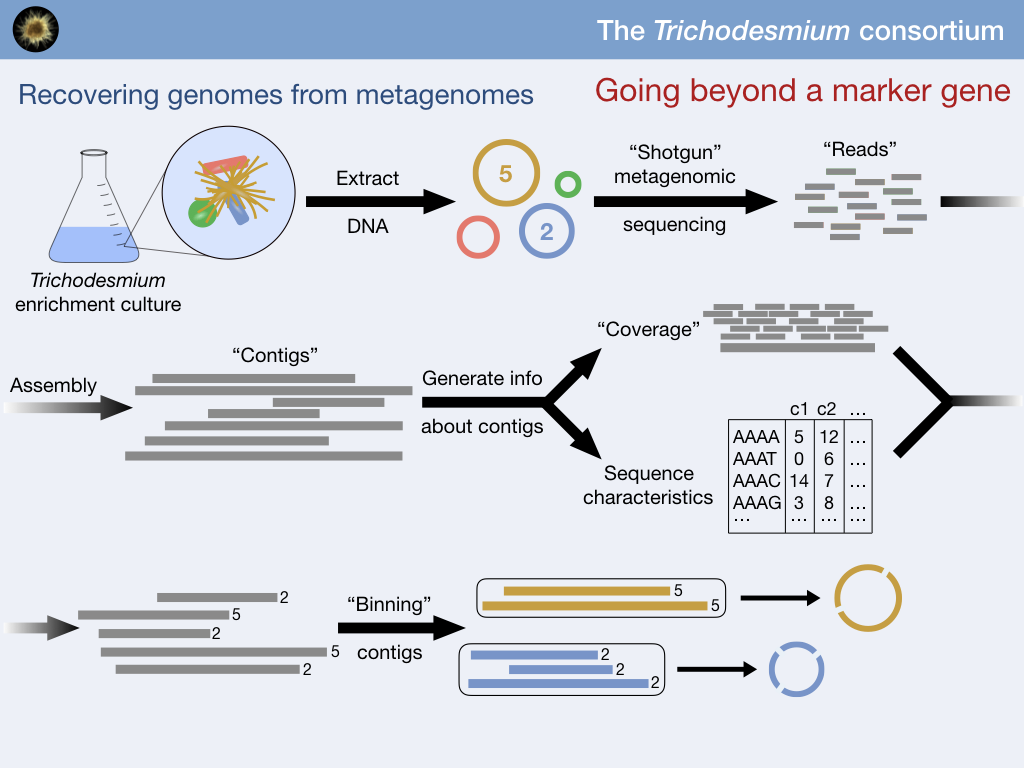 The Trichodesmium consortium
Recovering genomes from metagenomes
Going beyond a marker gene
Extract
DNA
5
2
“Shotgun”
metagenomic
sequencing
“Reads”
Trichodesmium
enrichment culture
Assembly
“Contigs”
Generate info
about contigs
“Coverage”
Sequence
characteristics
c1 c2 ...
AAAA 5 12 ...
AAAT 0 6 ...
AAAC 14 7 ...
AAAG 3 8 ...
... ... ... ...
2
5
2
5
2
“Binning”
contigs
5
5
2
2
2